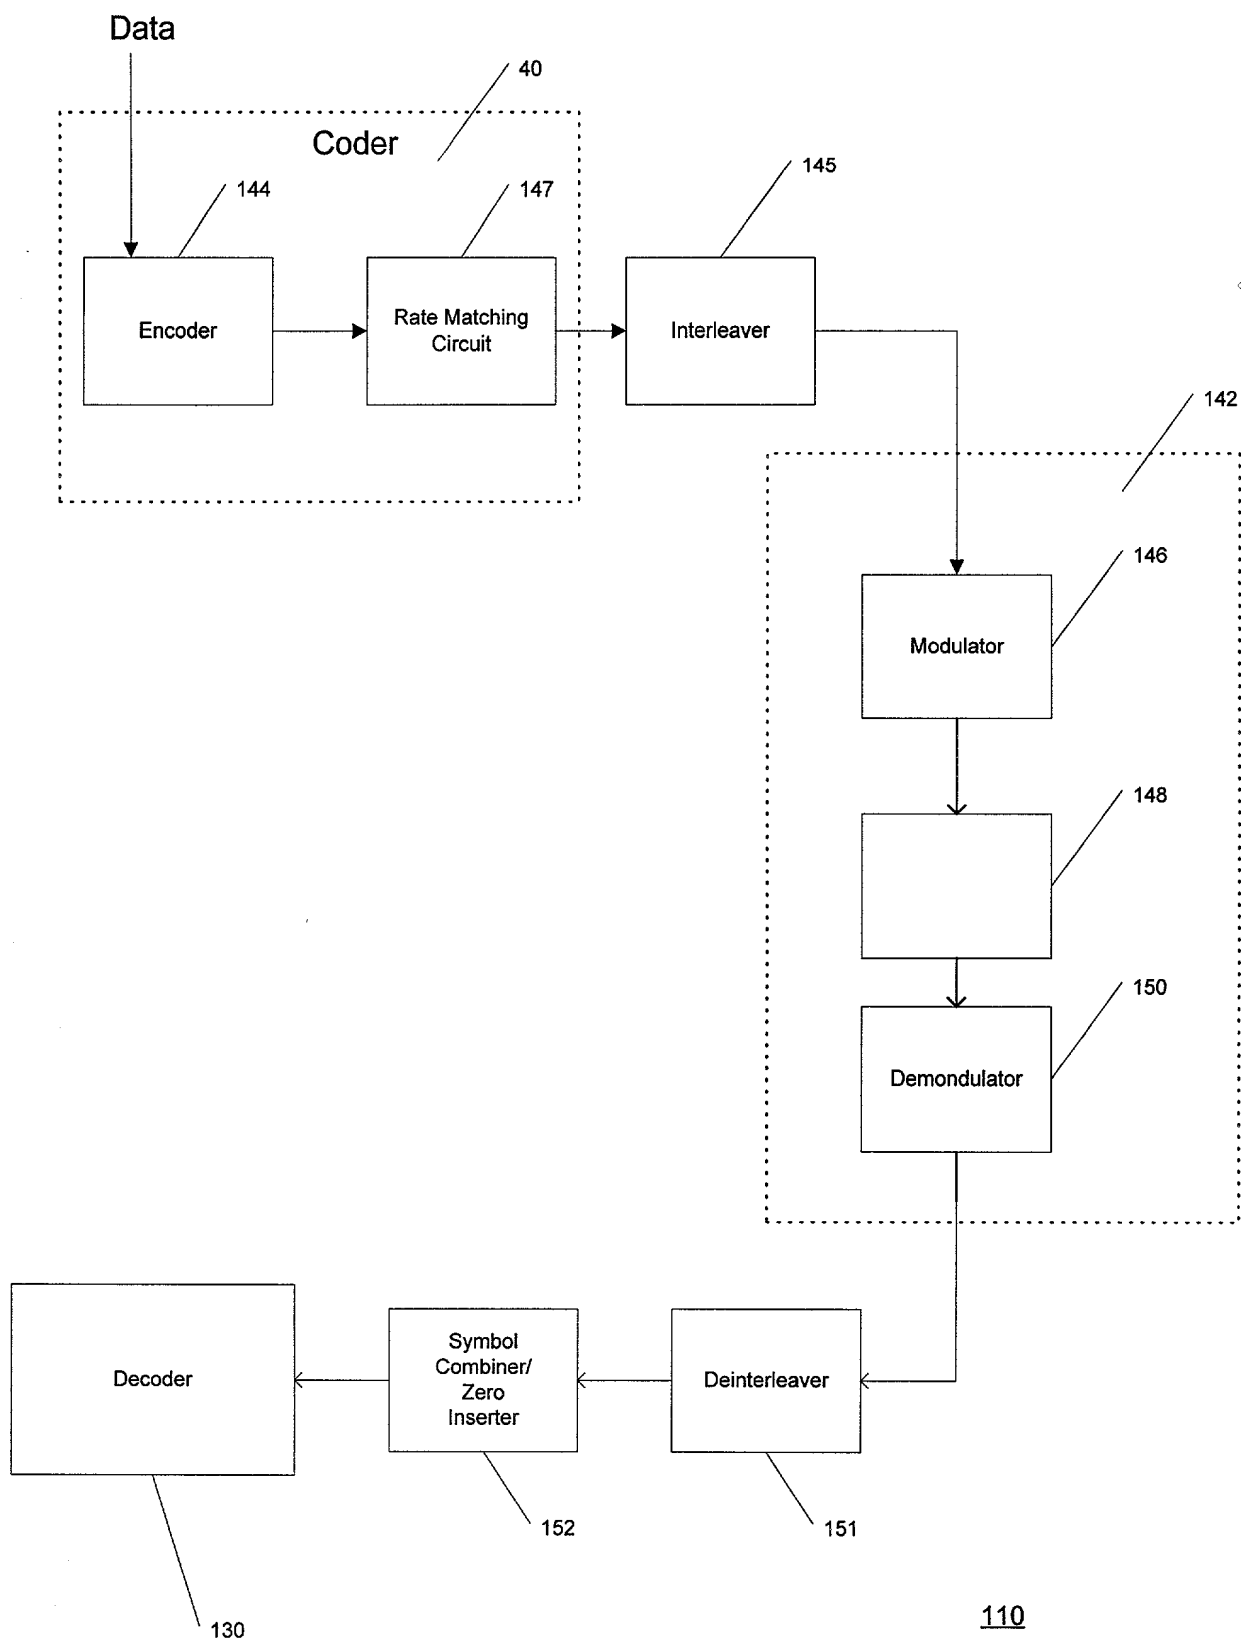 Data
40
Coder
144
147
145
Encoder
Rate Matching
Circuit
Interleaver
142
146
Modulator
148
150
Demondulator
Decoder
Symbol
Combiner/
Zero
Inserter
Deinterleaver
152
151
130
110